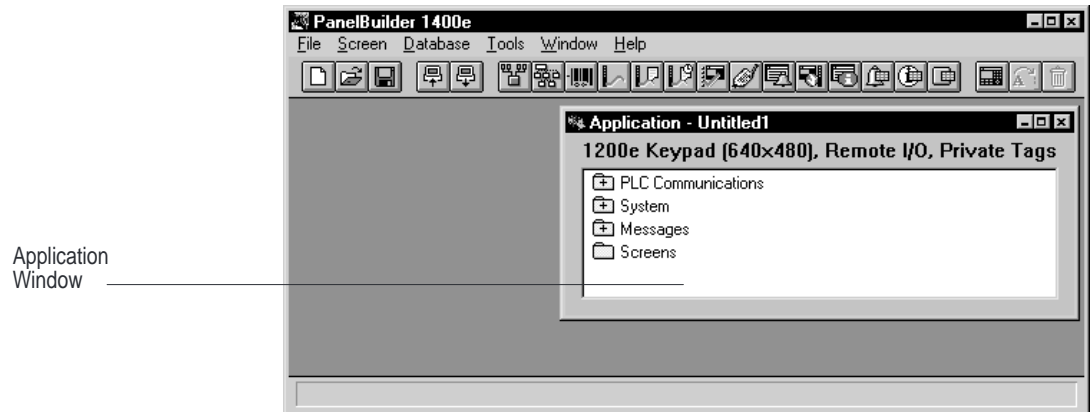 PanelBuilder 1400e
File Screen Database Tools Window Help
Application - Untitled1
1200e Keypad (640x480), Remote I/O, Private Tags
PLC Communications
System
Messages
Screens
Application
Window